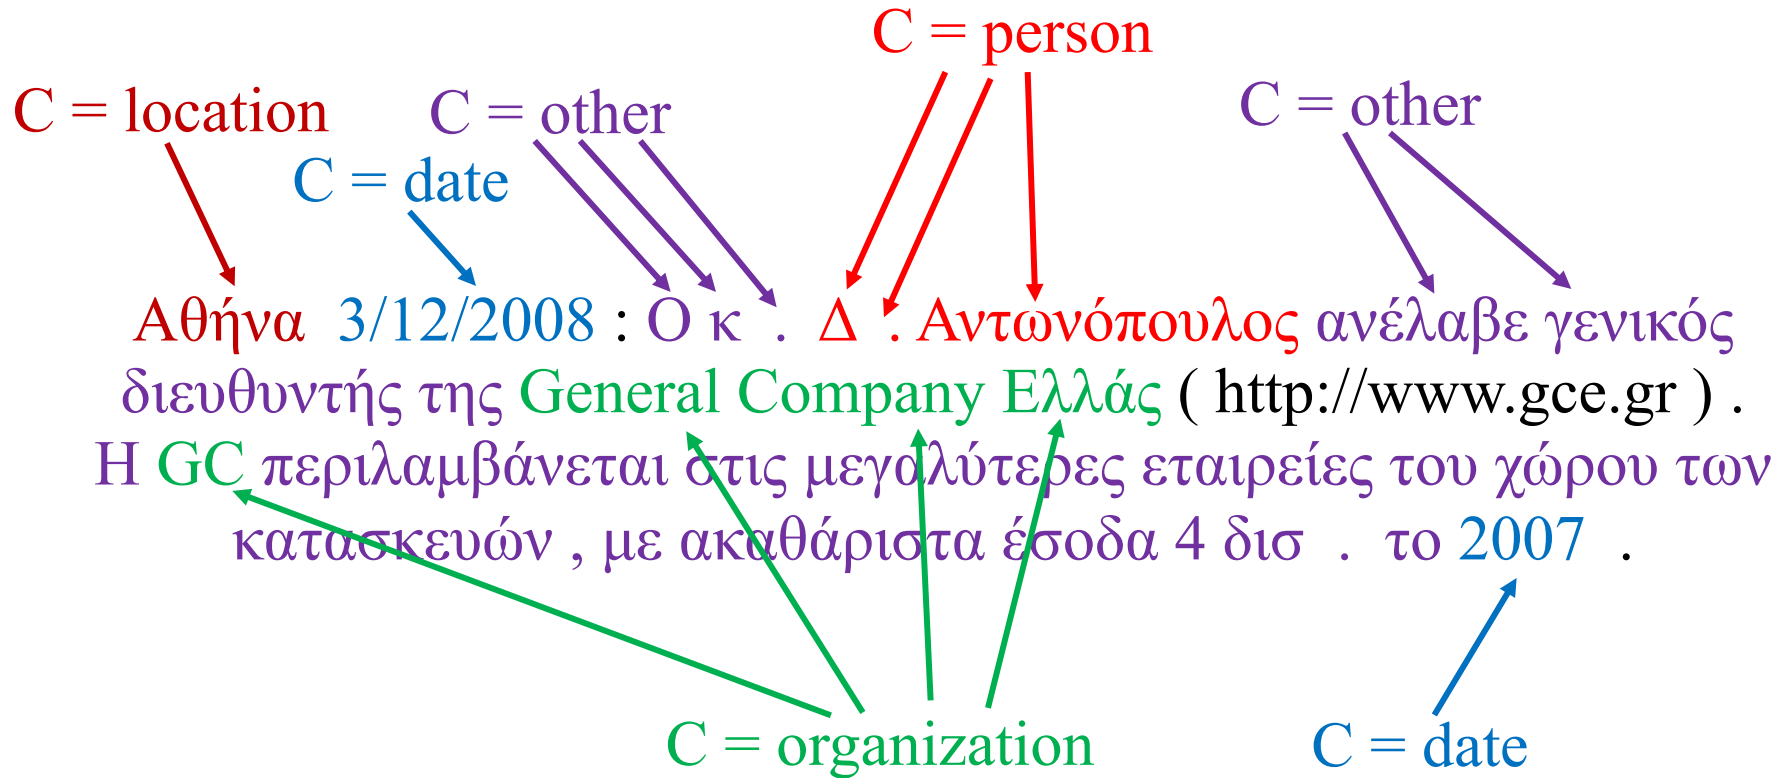 C = person
C = location
C = other
C = other
C = date
Αθήνα 3/12/2008 : Ο κ . Δ . Αντωνόπουλος ανέλαβε γενικός
διευθυντής της General Company Ελλάς ( http://www.gce.gr ) .
Η GC περιλαμβάνεται στις μεγαλύτερες εταιρείες του χώρου των
κατασκευών , με ακαθάριστα έσοδα 4 δισ . το 2007 .
C = organization
C = date